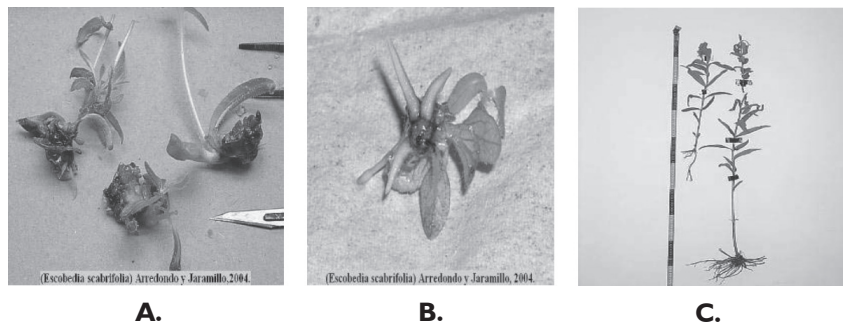 (Escobedia scabrifolia) Arredondo y Jaramillo,2004.
(Escobedia scabrifolia) Arredondo y Jaramillo, 2004.
A.
B.
C.